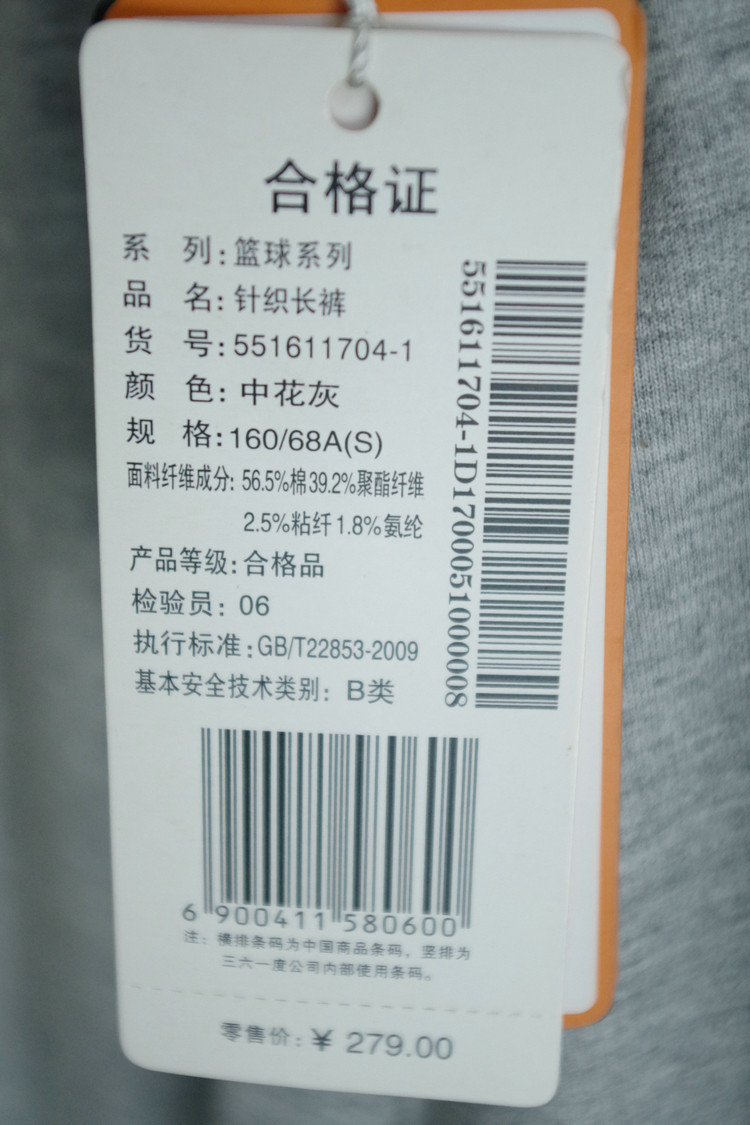 合格证
系 列:篮球系列
品 名:针织长裤
货 号:551611704-1
颜 色:中花灰
规 格:160/68A(S)
面料纤维成分:56.5%棉39.2%聚酯纤维
2.5%粘纤1.8%氨纶
产品等级:合格品
检验员:06
执行标准:GB/T22853-2009
基本安全技术类别:B类
551611704-1D1700051000008
6 900411 580600
注:横排条码为中国商品条码,竖排为
三六一度公司内部使用条码。
零售价:¥ 279.00